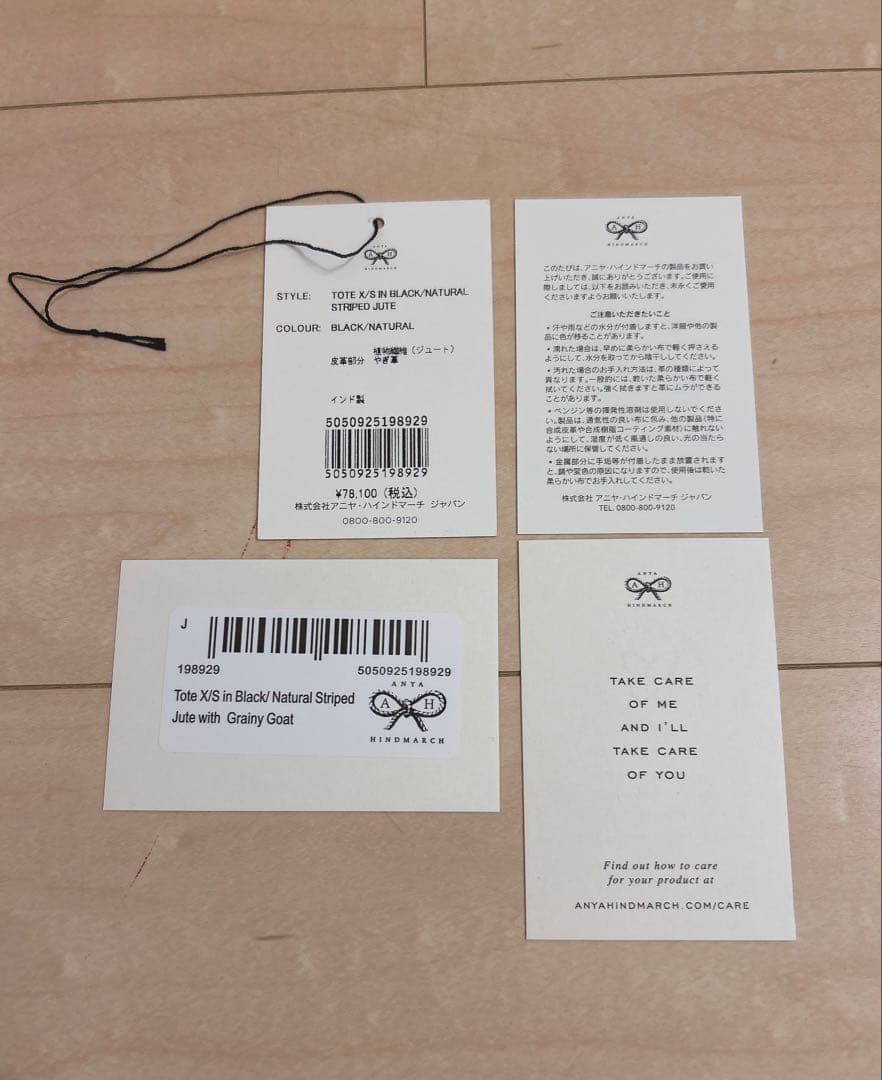 ANYA
A H
HINDMARCH
STYLE: TOTE X/S IN BLACK/NATURAL
STRIPED JUTE
COLOUR: BLACK/NATURAL
植物繊維（ジュート）
皮革部分 やぎ革
インド製
5050925198929
5050925198929
¥78,100（税込）
株式会社アニヤ・ハインドマーチ ジャパン
0800-800-9120
ANYA
A H
HINDMARCH
このたびは、アニヤ・ハインドマーチの製品をお買い
上げいただき、誠にありがとうございます。ご使用に
際しましては、以下をお読みいただき、末永くご愛用
くださいますようお願いいたします。
ご注意いただきたいこと
・汗や雨などの水分が付着しますと、洋服や他の製
品に色が移ることがあります。
・濡れた場合は、早めに柔らかい布で軽く押さえる
ようにして、水分を取ってから陰干ししてください。
・汚れた場合のお手入れ方法は、革の種類によって
異なります。一般的には、乾いた柔らかい布で軽く
拭いてください。強く拭きますと革にムラができる
ことがあります。
・ベンジン等の揮発性溶剤は使用しないでくださ
い。製品は、通気性の良い布に包み、他の製品（特に
合成皮革や合成樹脂コーティング素材）に触れない
ようにして、湿度が低く風通しの良い、光の当たら
ない場所に保管してください。
・金属部分に手垢等が付着したまま放置されます
と、錆や変色の原因になりますので、使用後は乾いた
柔らかい布でお手入れしてください。
株式会社アニヤ・ハインドマーチ ジャパン
TEL. 0800-800-9120
J
198929 5050925198929
Tote X/S in Black/ Natural Striped
Jute with Grainy Goat
ANYA
A H
HINDMARCH
ANYA
A H
HINDMARCH
TAKE CARE
OF ME
AND I'LL
TAKE CARE
OF YOU
Find out how to care
for your product at
ANYAHINDMARCH.COM/CARE